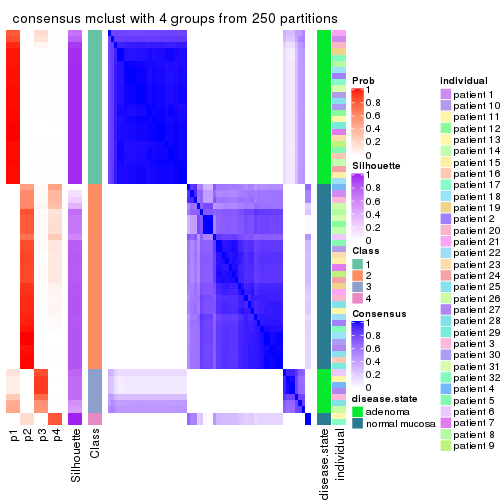 consensus mclust with 4 groups from 250 partitions
p1
p2
p3
p4
Silhouette
Class
disease.state
individual
Prob
1
0.8
0.6
0.4
0.2
0
Silhouette
1
0.8
0.6
0.4
0.2
0
Class
1
2
3
4
Consensus
1
0.8
0.6
0.4
0.2
0
disease.state
adenoma
normal mucosa
individual
patient 1
patient 10
patient 11
patient 12
patient 13
patient 14
patient 15
patient 16
patient 17
patient 18
patient 19
patient 2
patient 20
patient 21
patient 22
patient 23
patient 24
patient 25
patient 26
patient 27
patient 28
patient 29
patient 3
patient 30
patient 31
patient 32
patient 4
patient 5
patient 6
patient 7
patient 8
patient 9